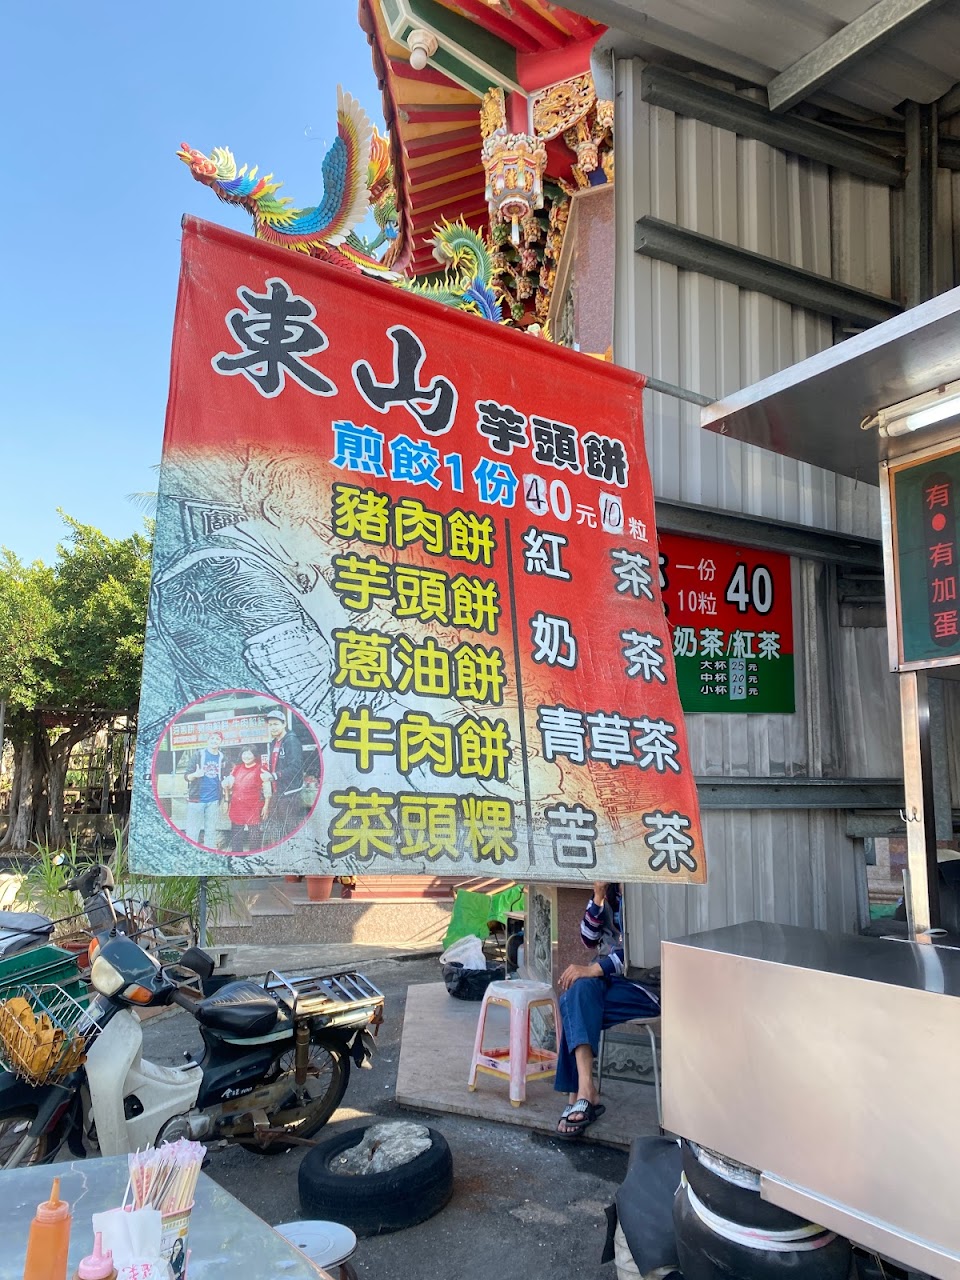 東山
芋頭餅
煎餃1份40元10粒
豬肉餅
芋頭餅
蔥油餅
牛肉餅
菜頭粿
紅茶
奶茶
青草茶
苦茶
一份
10粒
40
奶茶/紅茶
大杯25元
中杯20元
小杯15元
有●有加蛋